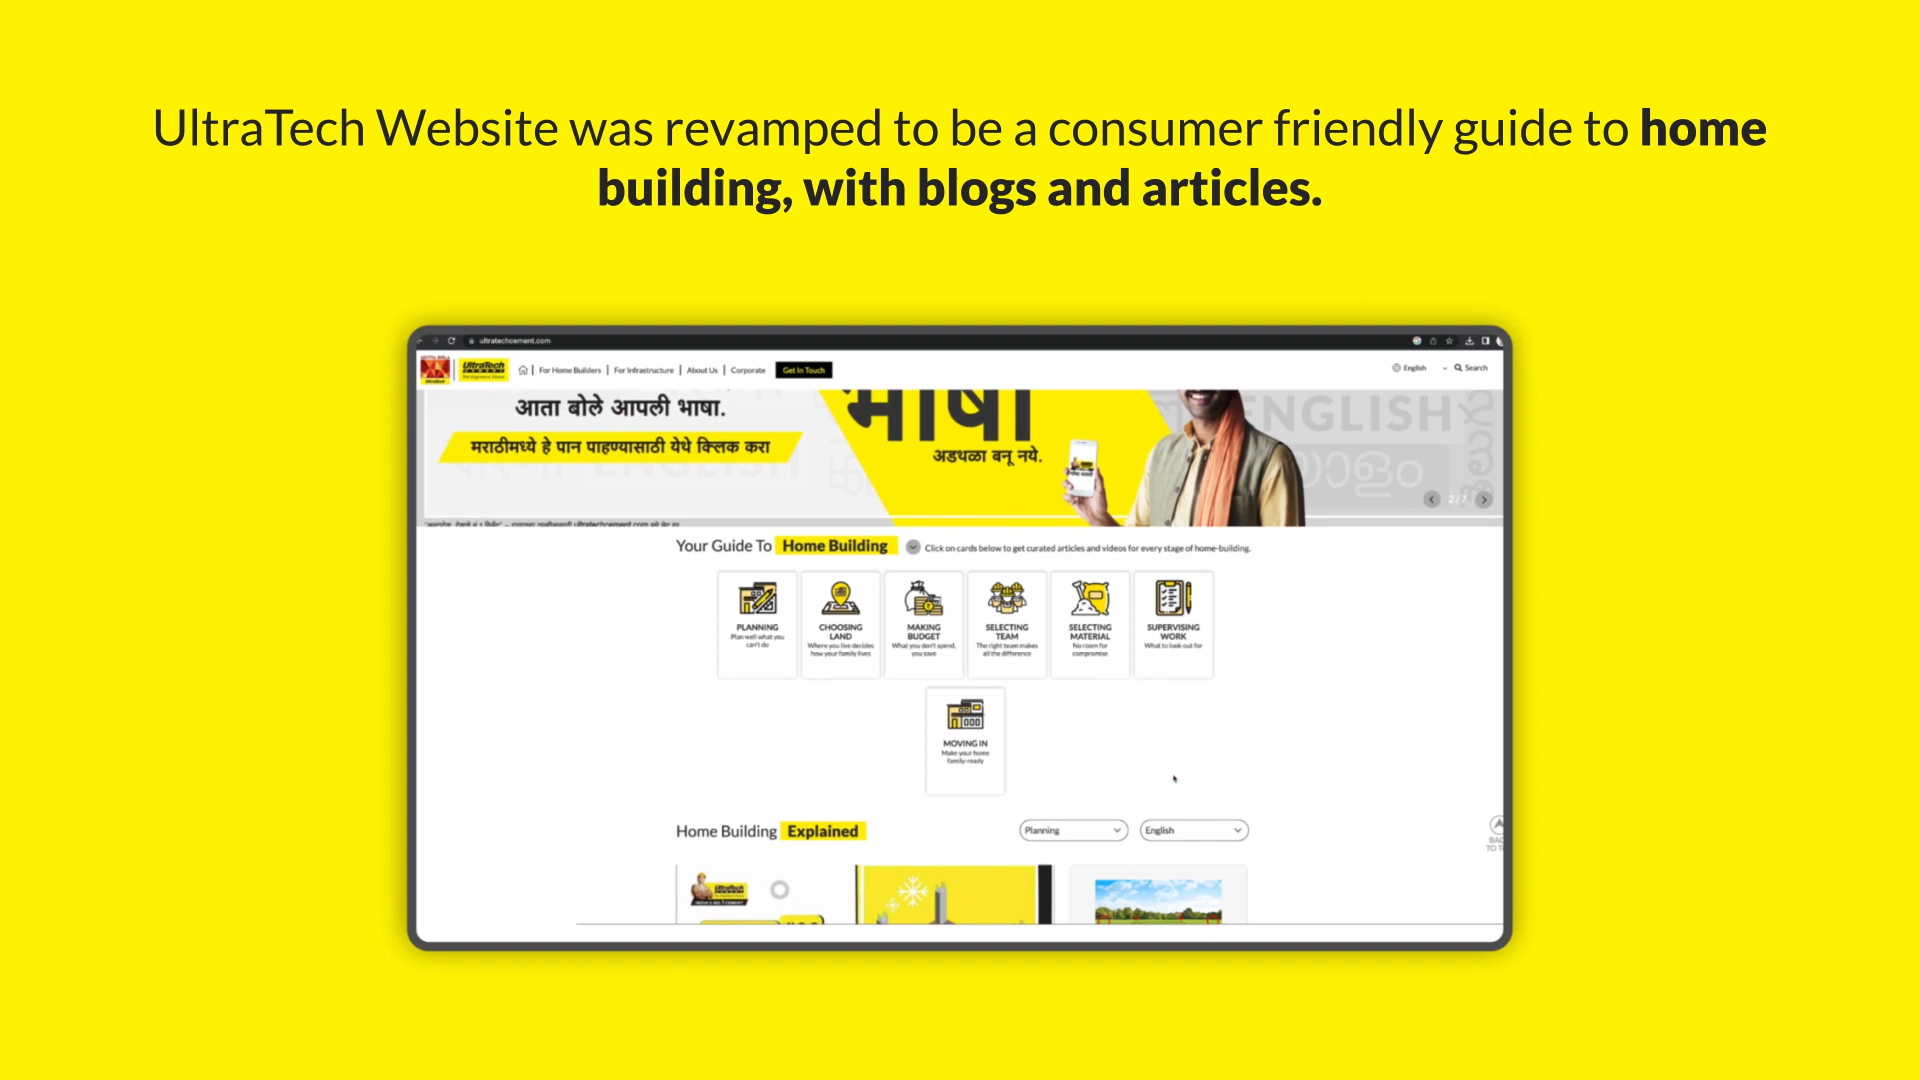 UltraTech Website was revamped to be a consumer friendly guide to home
building, with blogs and articles.
ultratechcement.com
UltraTech
CEMENT
For Home Builders | For Infrastructure | About Us | Corporate Get In Touch
English Search
आता बोले आपली भाषा.
मराठीमध्ये हे पान पाहण्यासाठी येथे क्लिक करा
भाषा
अडथळा बनू नये.
ENGLISH
ENGLISH
2/7
Your Guide To Home Building Click on cards below to get curated articles and videos for every stage of home-building.
PLANNING
Plan well what you
can't do
CHOOSING
LAND
Where you live decides
how your family lives
MAKING
BUDGET
What you don't spend,
you save
SELECTING
TEAM
The right team makes
all the difference
SELECTING
MATERIAL
No room for
compromise
SUPERVISING
WORK
What to look out for
MOVING IN
Make your home
family-ready
Home Building Explained
Planning
English
UltraTech